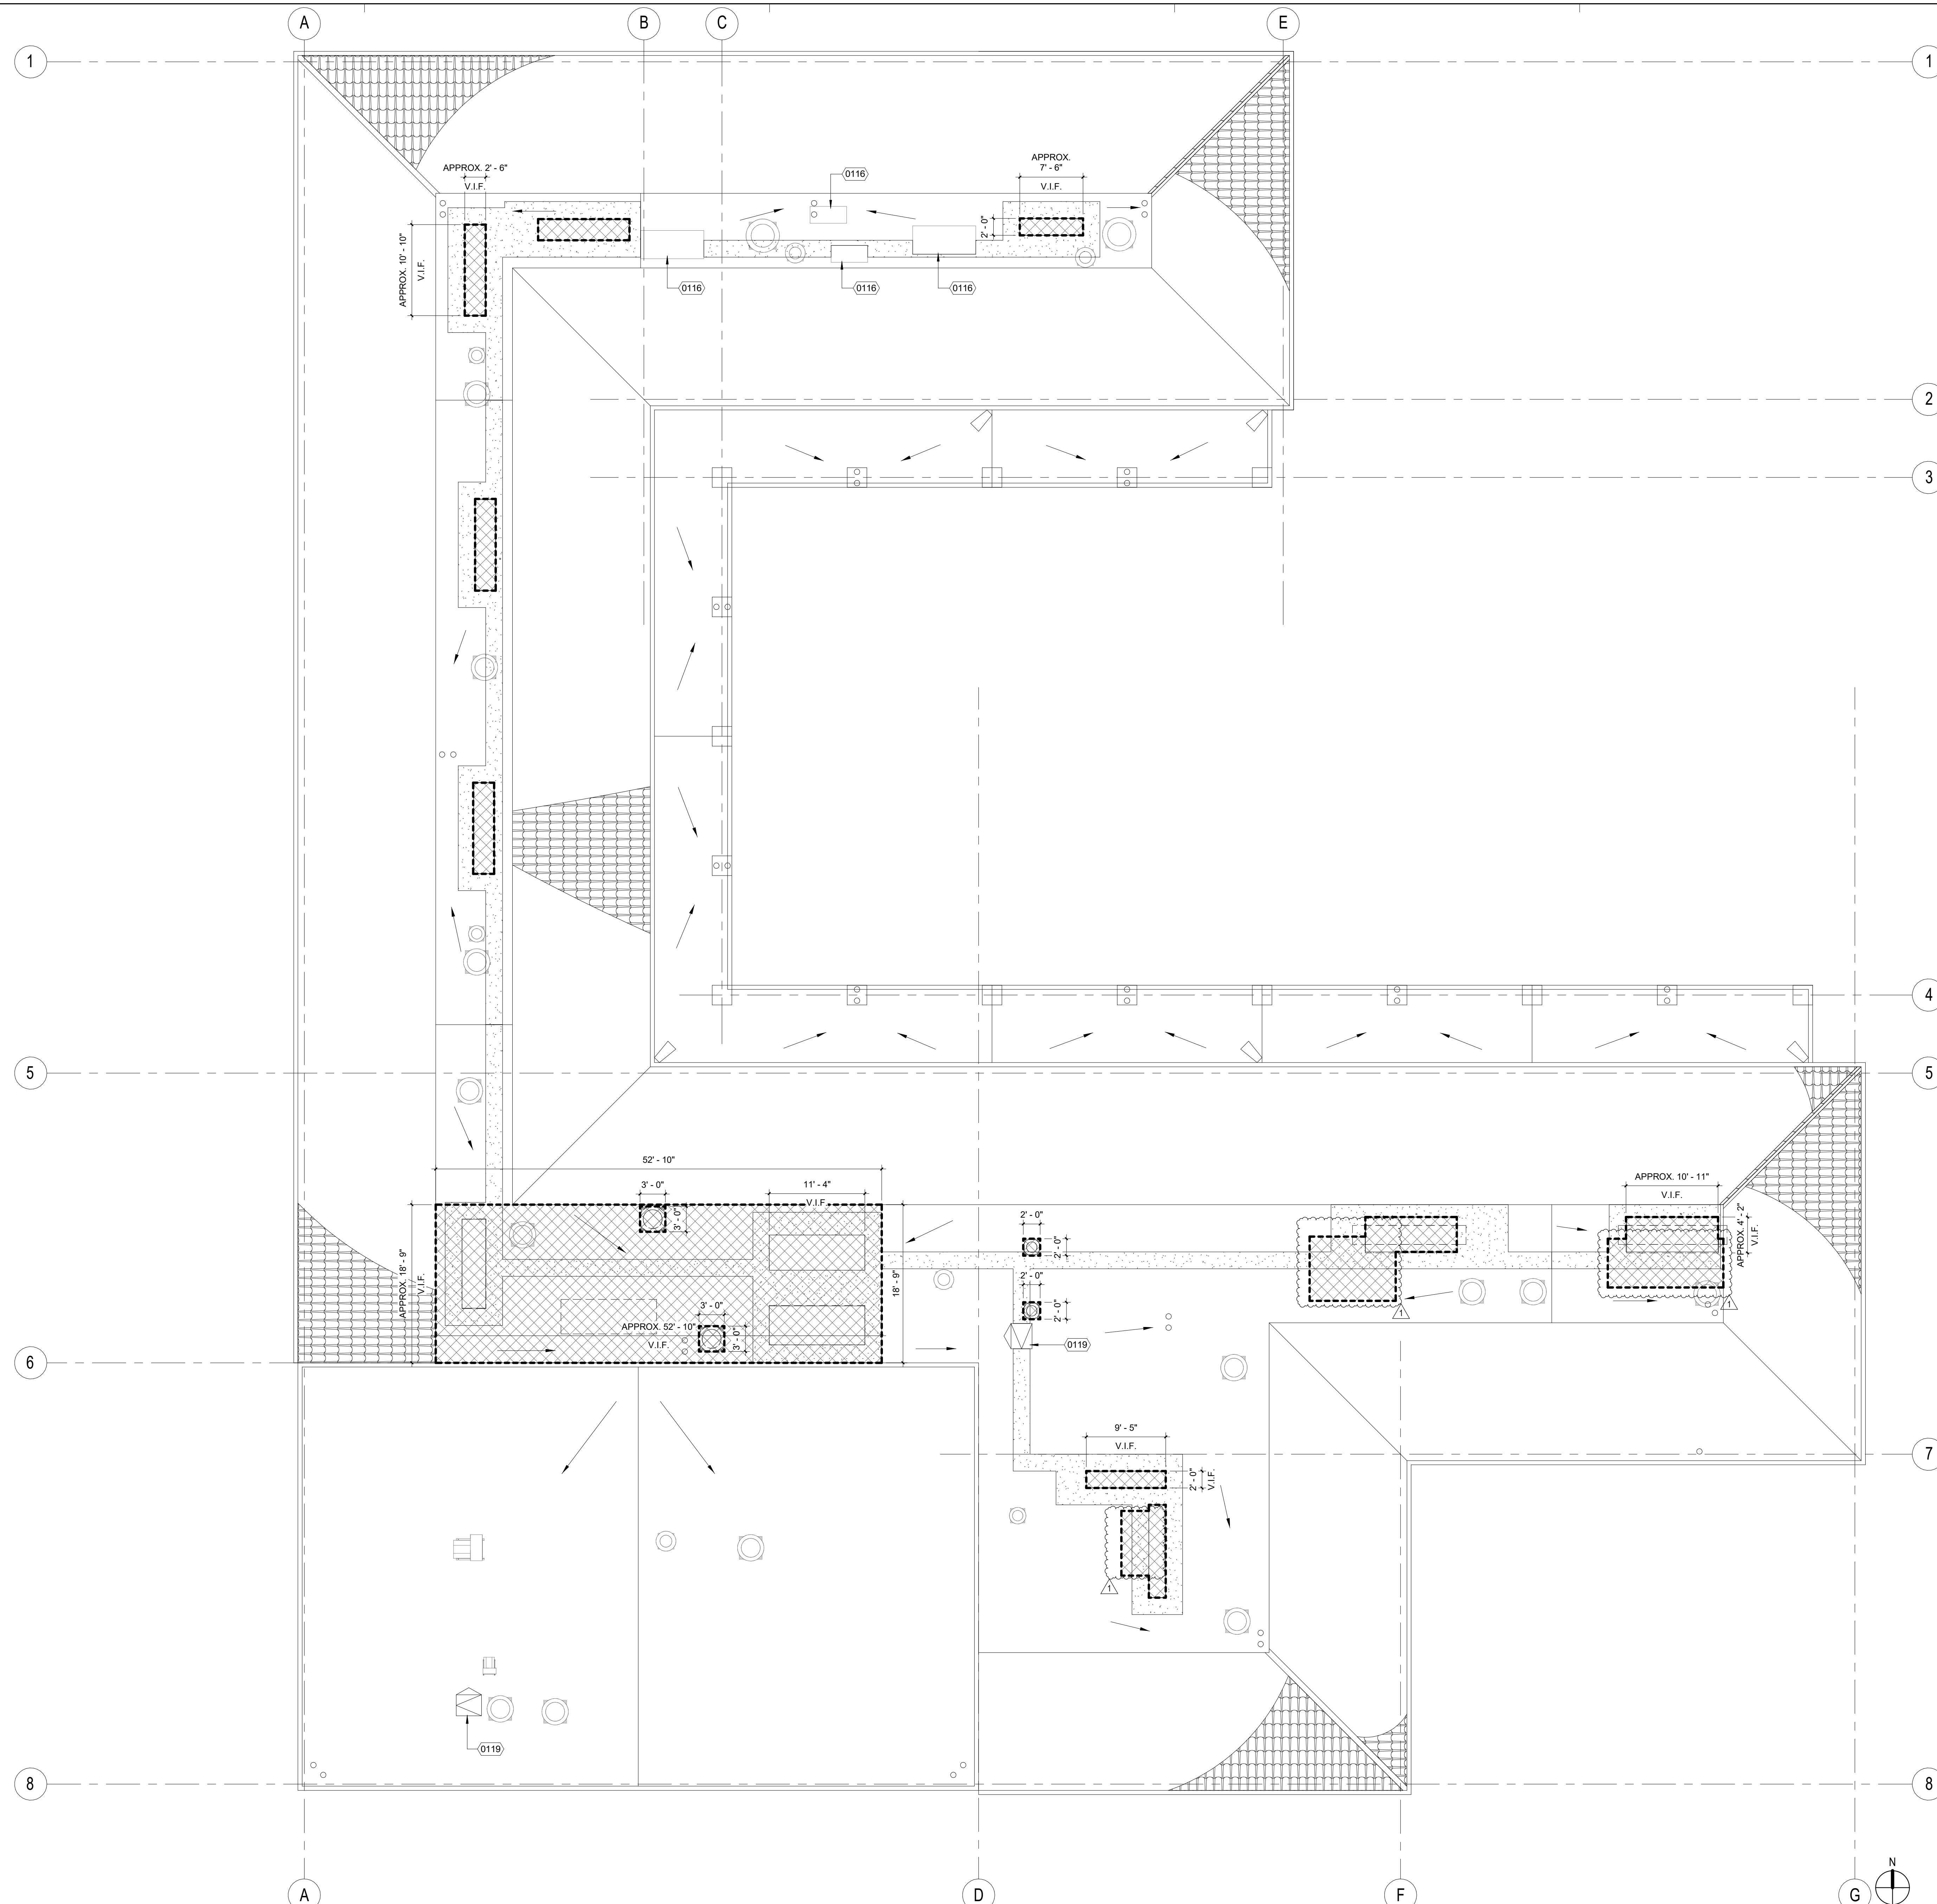 A
B
C
E
1
1
APPROX. 2' - 6"
V.I.F.
APPROX.
7' - 6"
V.I.F.
0116
2' - 0"
APPROX. 10' - 10"
V.I.F.
0116
0116
0116
2
3
4
5
5
52' - 10"
3' - 0"
3' - 0"
11' - 4"
V.I.F.
APPROX. 18' - 9"
V.I.F.
18' - 9"
3' - 0"
3' - 0"
APPROX. 52' - 10"
V.I.F.
2' - 0"
2' - 0"
2' - 0"
2' - 0"
0119
APPROX. 10' - 11"
V.I.F.
APPROX. 4' - 2"
V.I.F.
1
1
6
9' - 5"
V.I.F.
2' - 0"
V.I.F.
7
1
0119
8
8
N
A
D
F
G